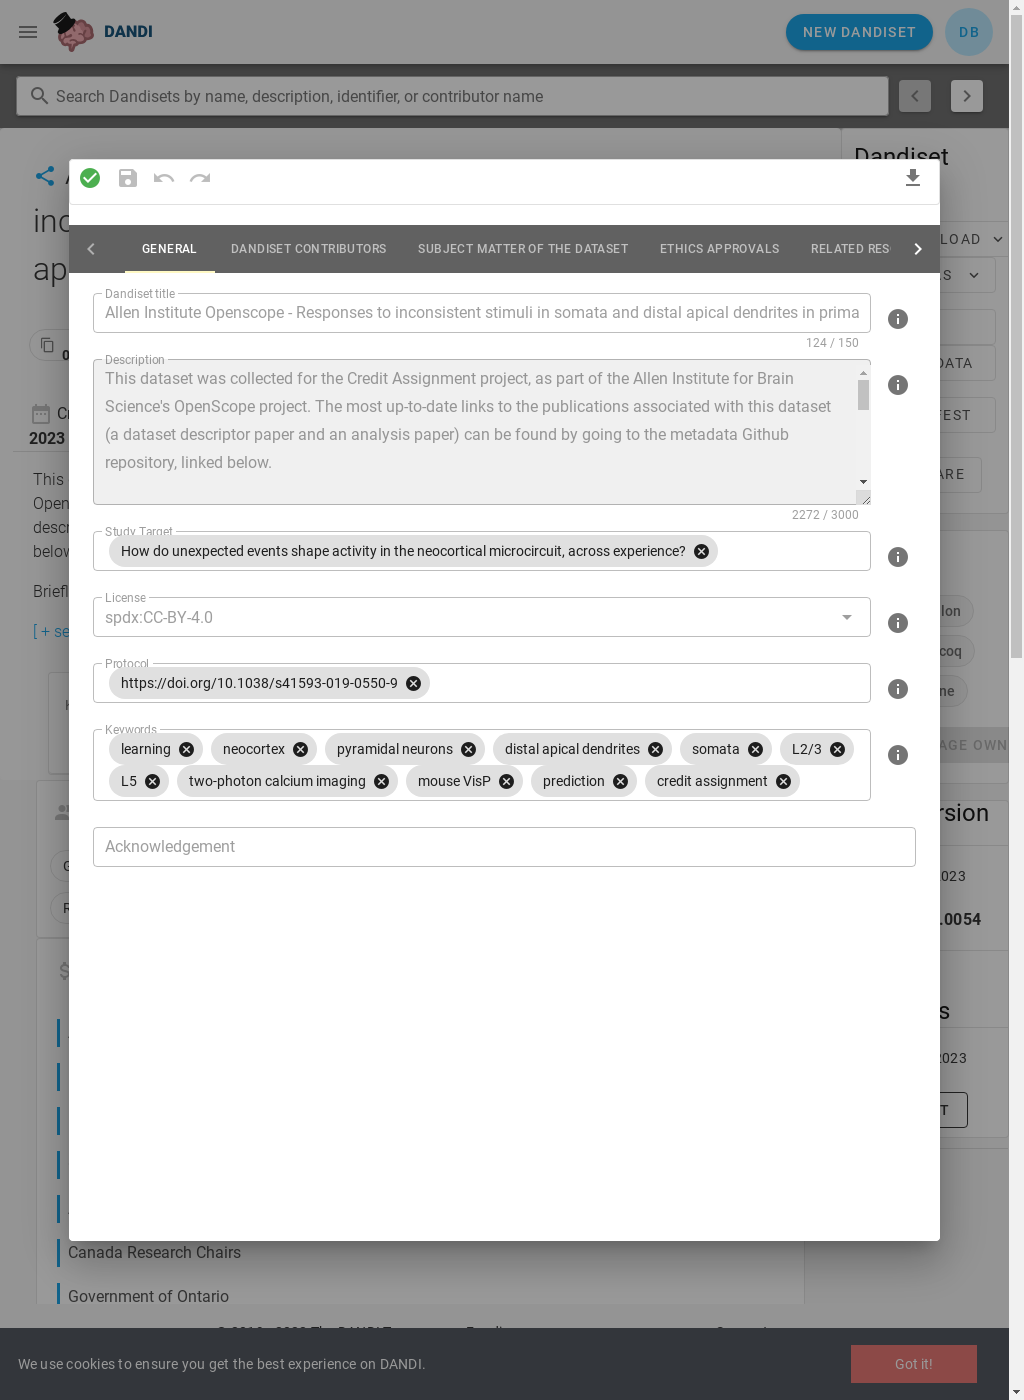 DANDI
NEW DANDISET
DB
Search Dandisets by name, description, identifier, or contributor name
Dandiset
inc
ap
LOAD
S
DATA
TEST
ARE
2023
This
Open
descr
below
Briefl
[ + se
GENERAL
DANDISET CONTRIBUTORS
SUBJECT MATTER OF THE DATASET
ETHICS APPROVALS
RELATED RES
Dandiset title
Allen Institute Openscope - Responses to inconsistent stimuli in somata and distal apical dendrites in prima
124 / 150
Description
This dataset was collected for the Credit Assignment project, as part of the Allen Institute for Brain
Science's OpenScope project. The most up-to-date links to the publications associated with this dataset
(a dataset descriptor paper and an analysis paper) can be found by going to the metadata Github
repository, linked below.
2272 / 3000
Study Target
How do unexpected events shape activity in the neocortical microcircuit, across experience?
License
spdx:CC-BY-4.0
Protocol
https://doi.org/10.1038/s41593-019-0550-9
Keywords
learning
neocortex
pyramidal neurons
distal apical dendrites
somata
L2/3
L5
two-photon calcium imaging
mouse VisP
prediction
credit assignment
Acknowledgement
lon
coq
ne
AGE OWN
rsion
2023
.0054
s
2023
T
Canada Research Chairs
Government of Ontario
We use cookies to ensure you get the best experience on DANDI.
Got it!